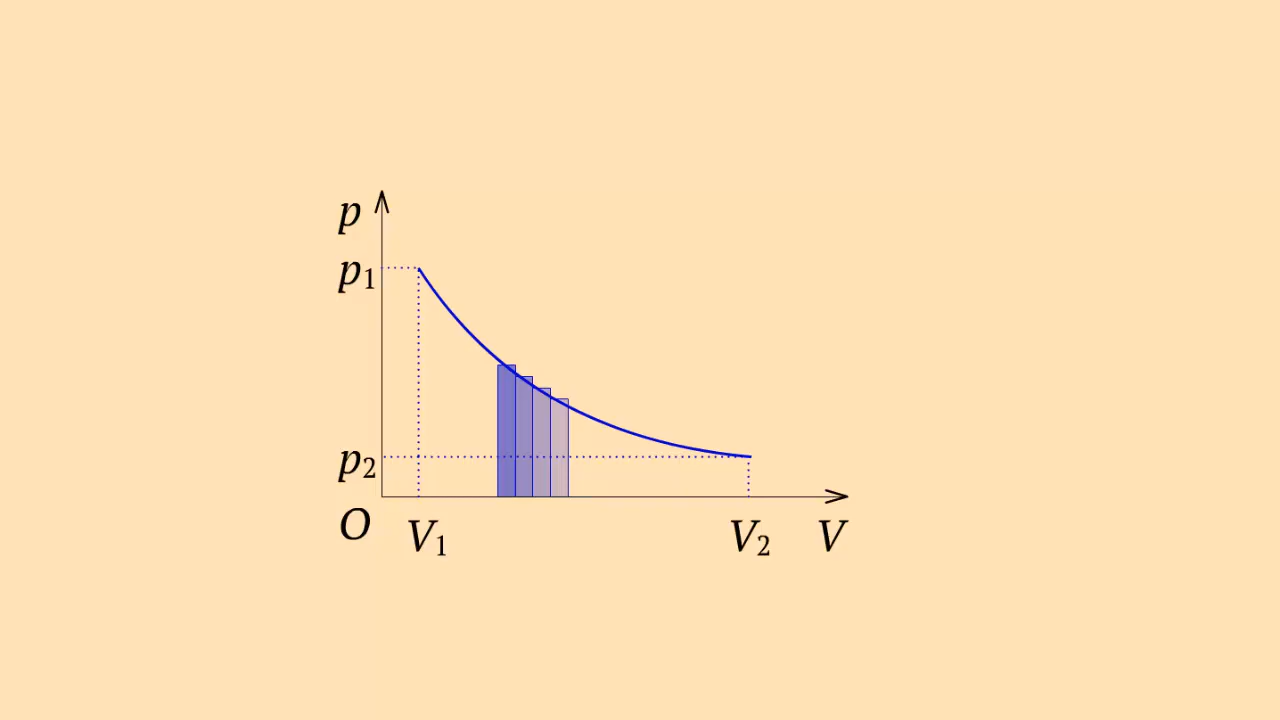 p
p₁
p₂
O V₁ V₂ V